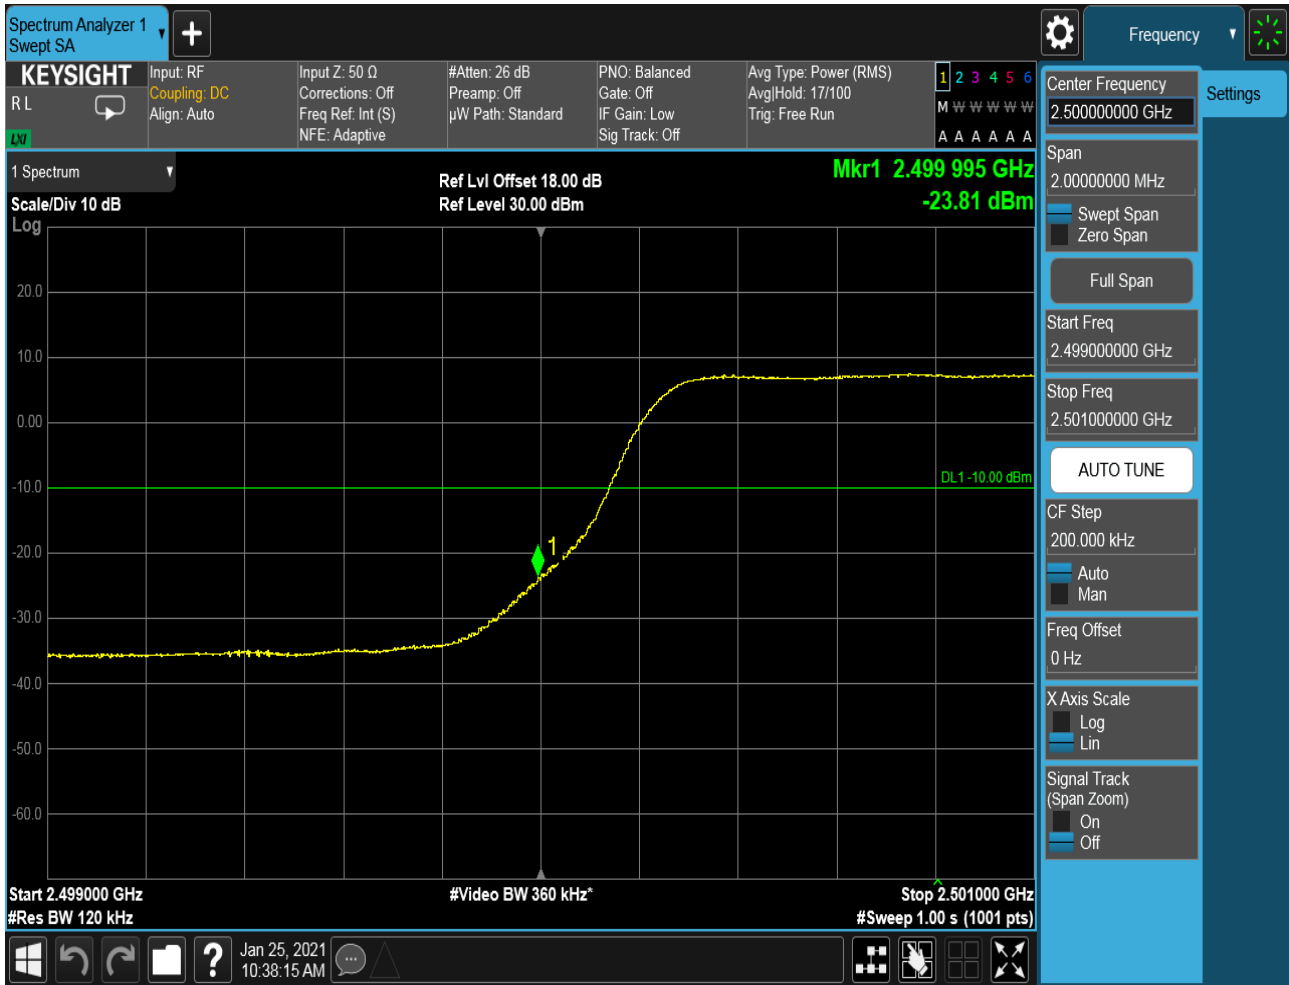 Spectrum Analyzer 1
Swept SA
Frequency
KEYSIGHT
R L
LXI
Input: RF
Coupling: DC
Align: Auto
Input Z: 50 Ω
Corrections: Off
Freq Ref: Int (S)
NFE: Adaptive
#Atten: 26 dB
Preamp: Off
µW Path: Standard
PNO: Balanced
Gate: Off
IF Gain: Low
Sig Track: Off
Avg Type: Power (RMS)
Avg|Hold: 17/100
Trig: Free Run
1 2 3 4 5 6
M W W W W W
A A A A A A
1 Spectrum
Scale/Div 10 dB
Log
Ref Lvl Offset 18.00 dB
Ref Level 30.00 dBm
Mkr1 2.499 995 GHz
-23.81 dBm
20.0
10.0
0.00
-10.0
-20.0
-30.0
-40.0
-50.0
-60.0
DL1 -10.00 dBm
1
Start 2.499000 GHz
#Res BW 120 kHz
#Video BW 360 kHz*
Stop 2.501000 GHz
#Sweep 1.00 s (1001 pts)
Jan 25, 2021
10:38:15 AM
?
Center Frequency
2.500000000 GHz
Settings
Span
2.00000000 MHz
Swept Span
Zero Span
Full Span
Start Freq
2.499000000 GHz
Stop Freq
2.501000000 GHz
AUTO TUNE
CF Step
200.000 kHz
Auto
Man
Freq Offset
0 Hz
X Axis Scale
Log
Lin
Signal Track
(Span Zoom)
On
Off